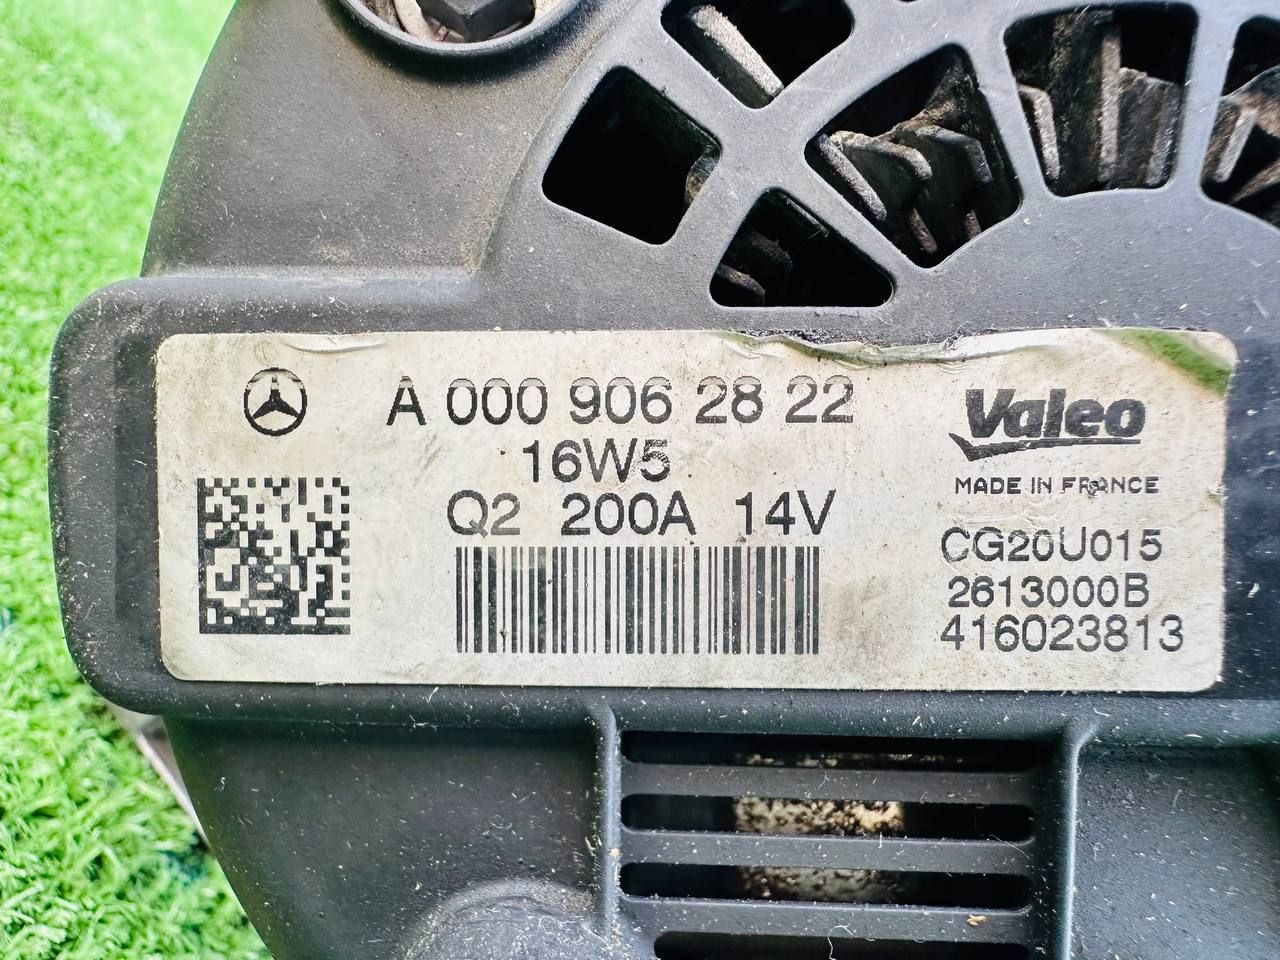 A 000 906 28 22
16W5
Q2 200A 14V
Valeo
MADE IN FRANCE
CG20U015
2613000B
416023813